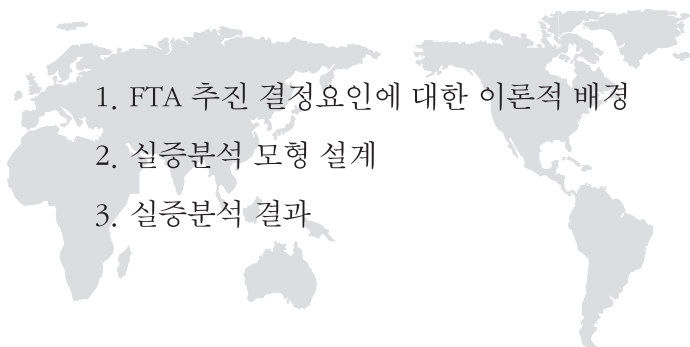 1. FTA 추진 결정요인에 대한 이론적 배경
2. 실증분석 모형 설계
3. 실증분석 결과